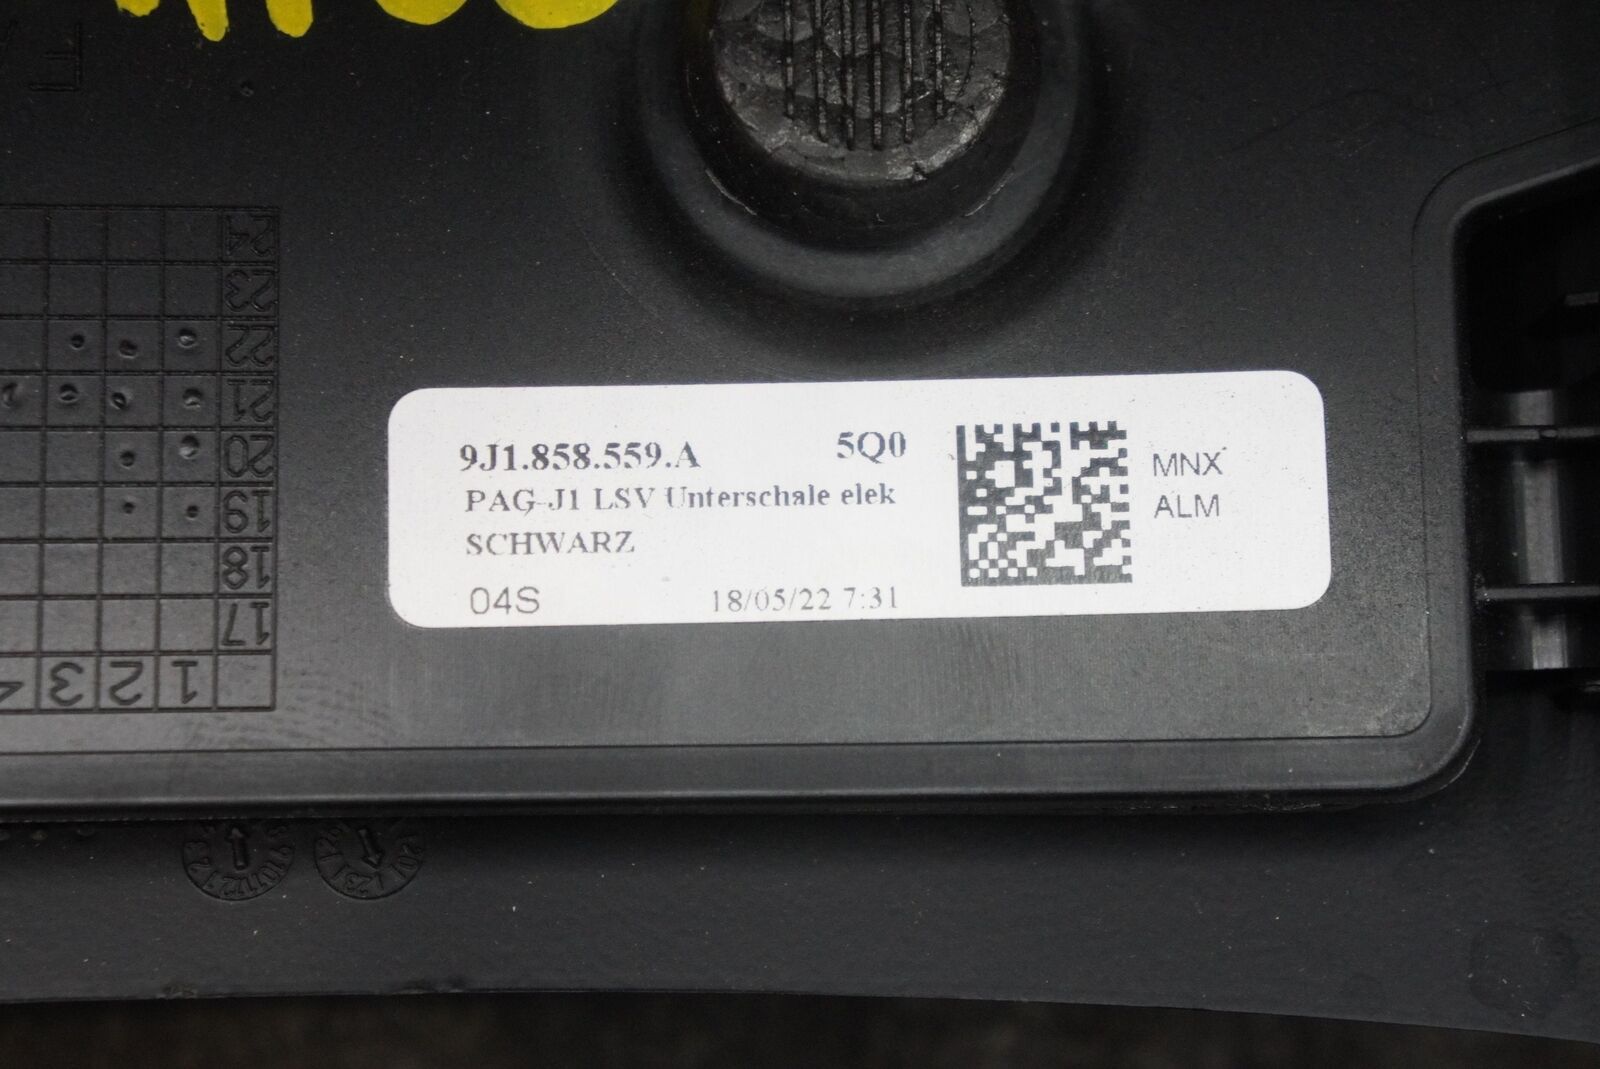 9J1.858.559.A 5Q0
PAG-J1 LSV Unterschale elek
SCHWARZ
04S 18/05/22 7:31
MNX
ALM
24
23
22
21
20
19
18
17
1 2 3 4